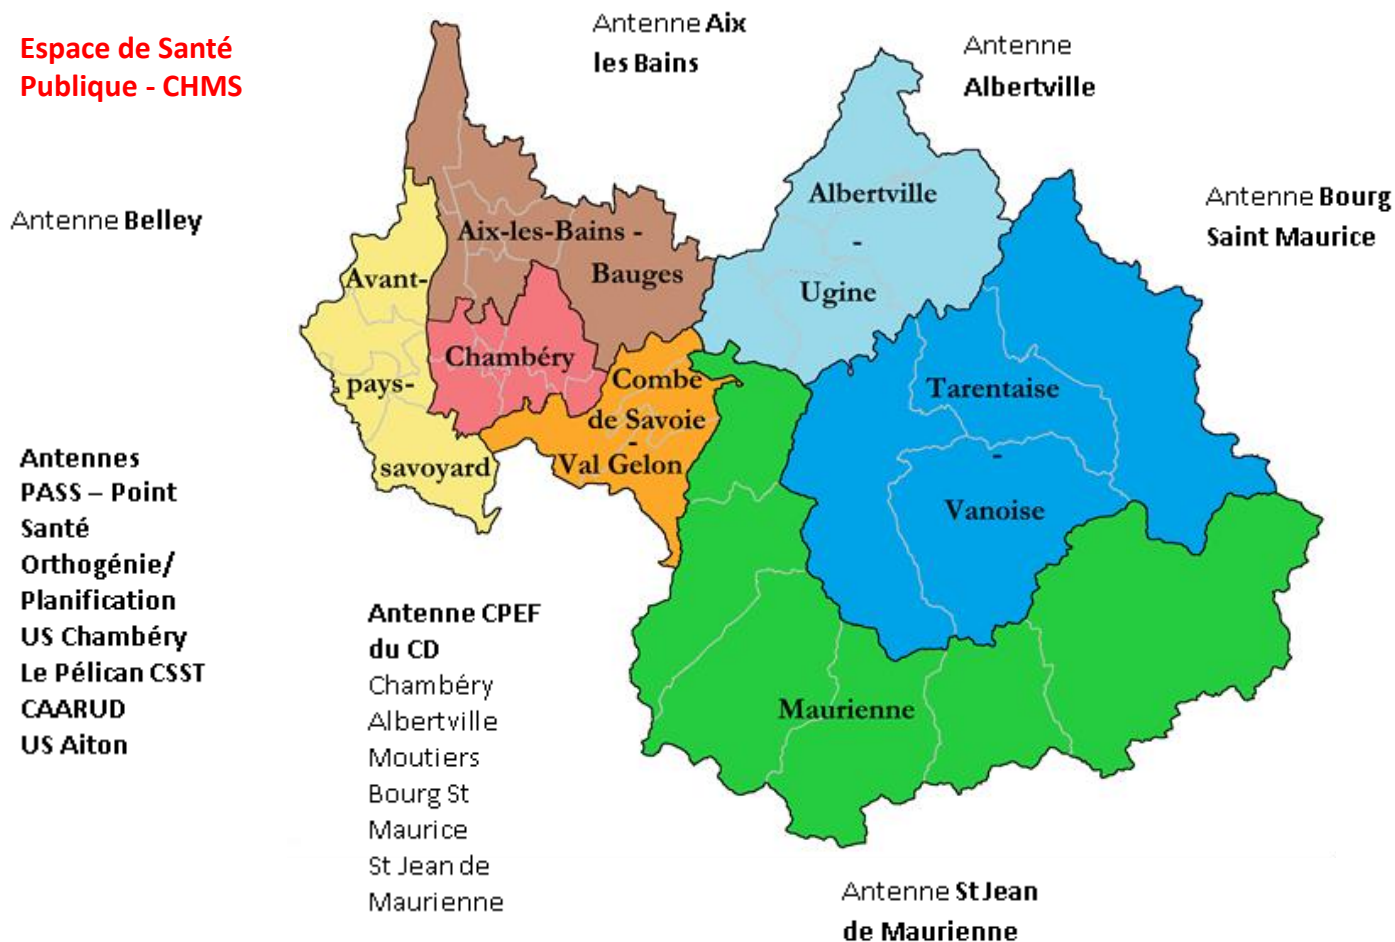 Espace de Santé
Publique - CHMS
Antenne Aix
les Bains
Antenne
Albertville
Antenne Belley
Antenne Bourg
Saint Maurice
Albertville
-
Ugine
Aix-les-Bains -
Bauges
Avant-
pays-
savoyard
Chambéry
Combe
de Savoie
-
Val Gelon
Tarentaise
-
Vanoise
Maurienne
Antennes
PASS – Point
Santé
Orthogénie/
Planification
US Chambéry
Le Pélican CSST
CAARUD
US Aiton
Antenne CPEF
du CD
Chambéry
Albertville
Moutiers
Bourg St
Maurice
St Jean de
Maurienne
Antenne St Jean
de Maurienne